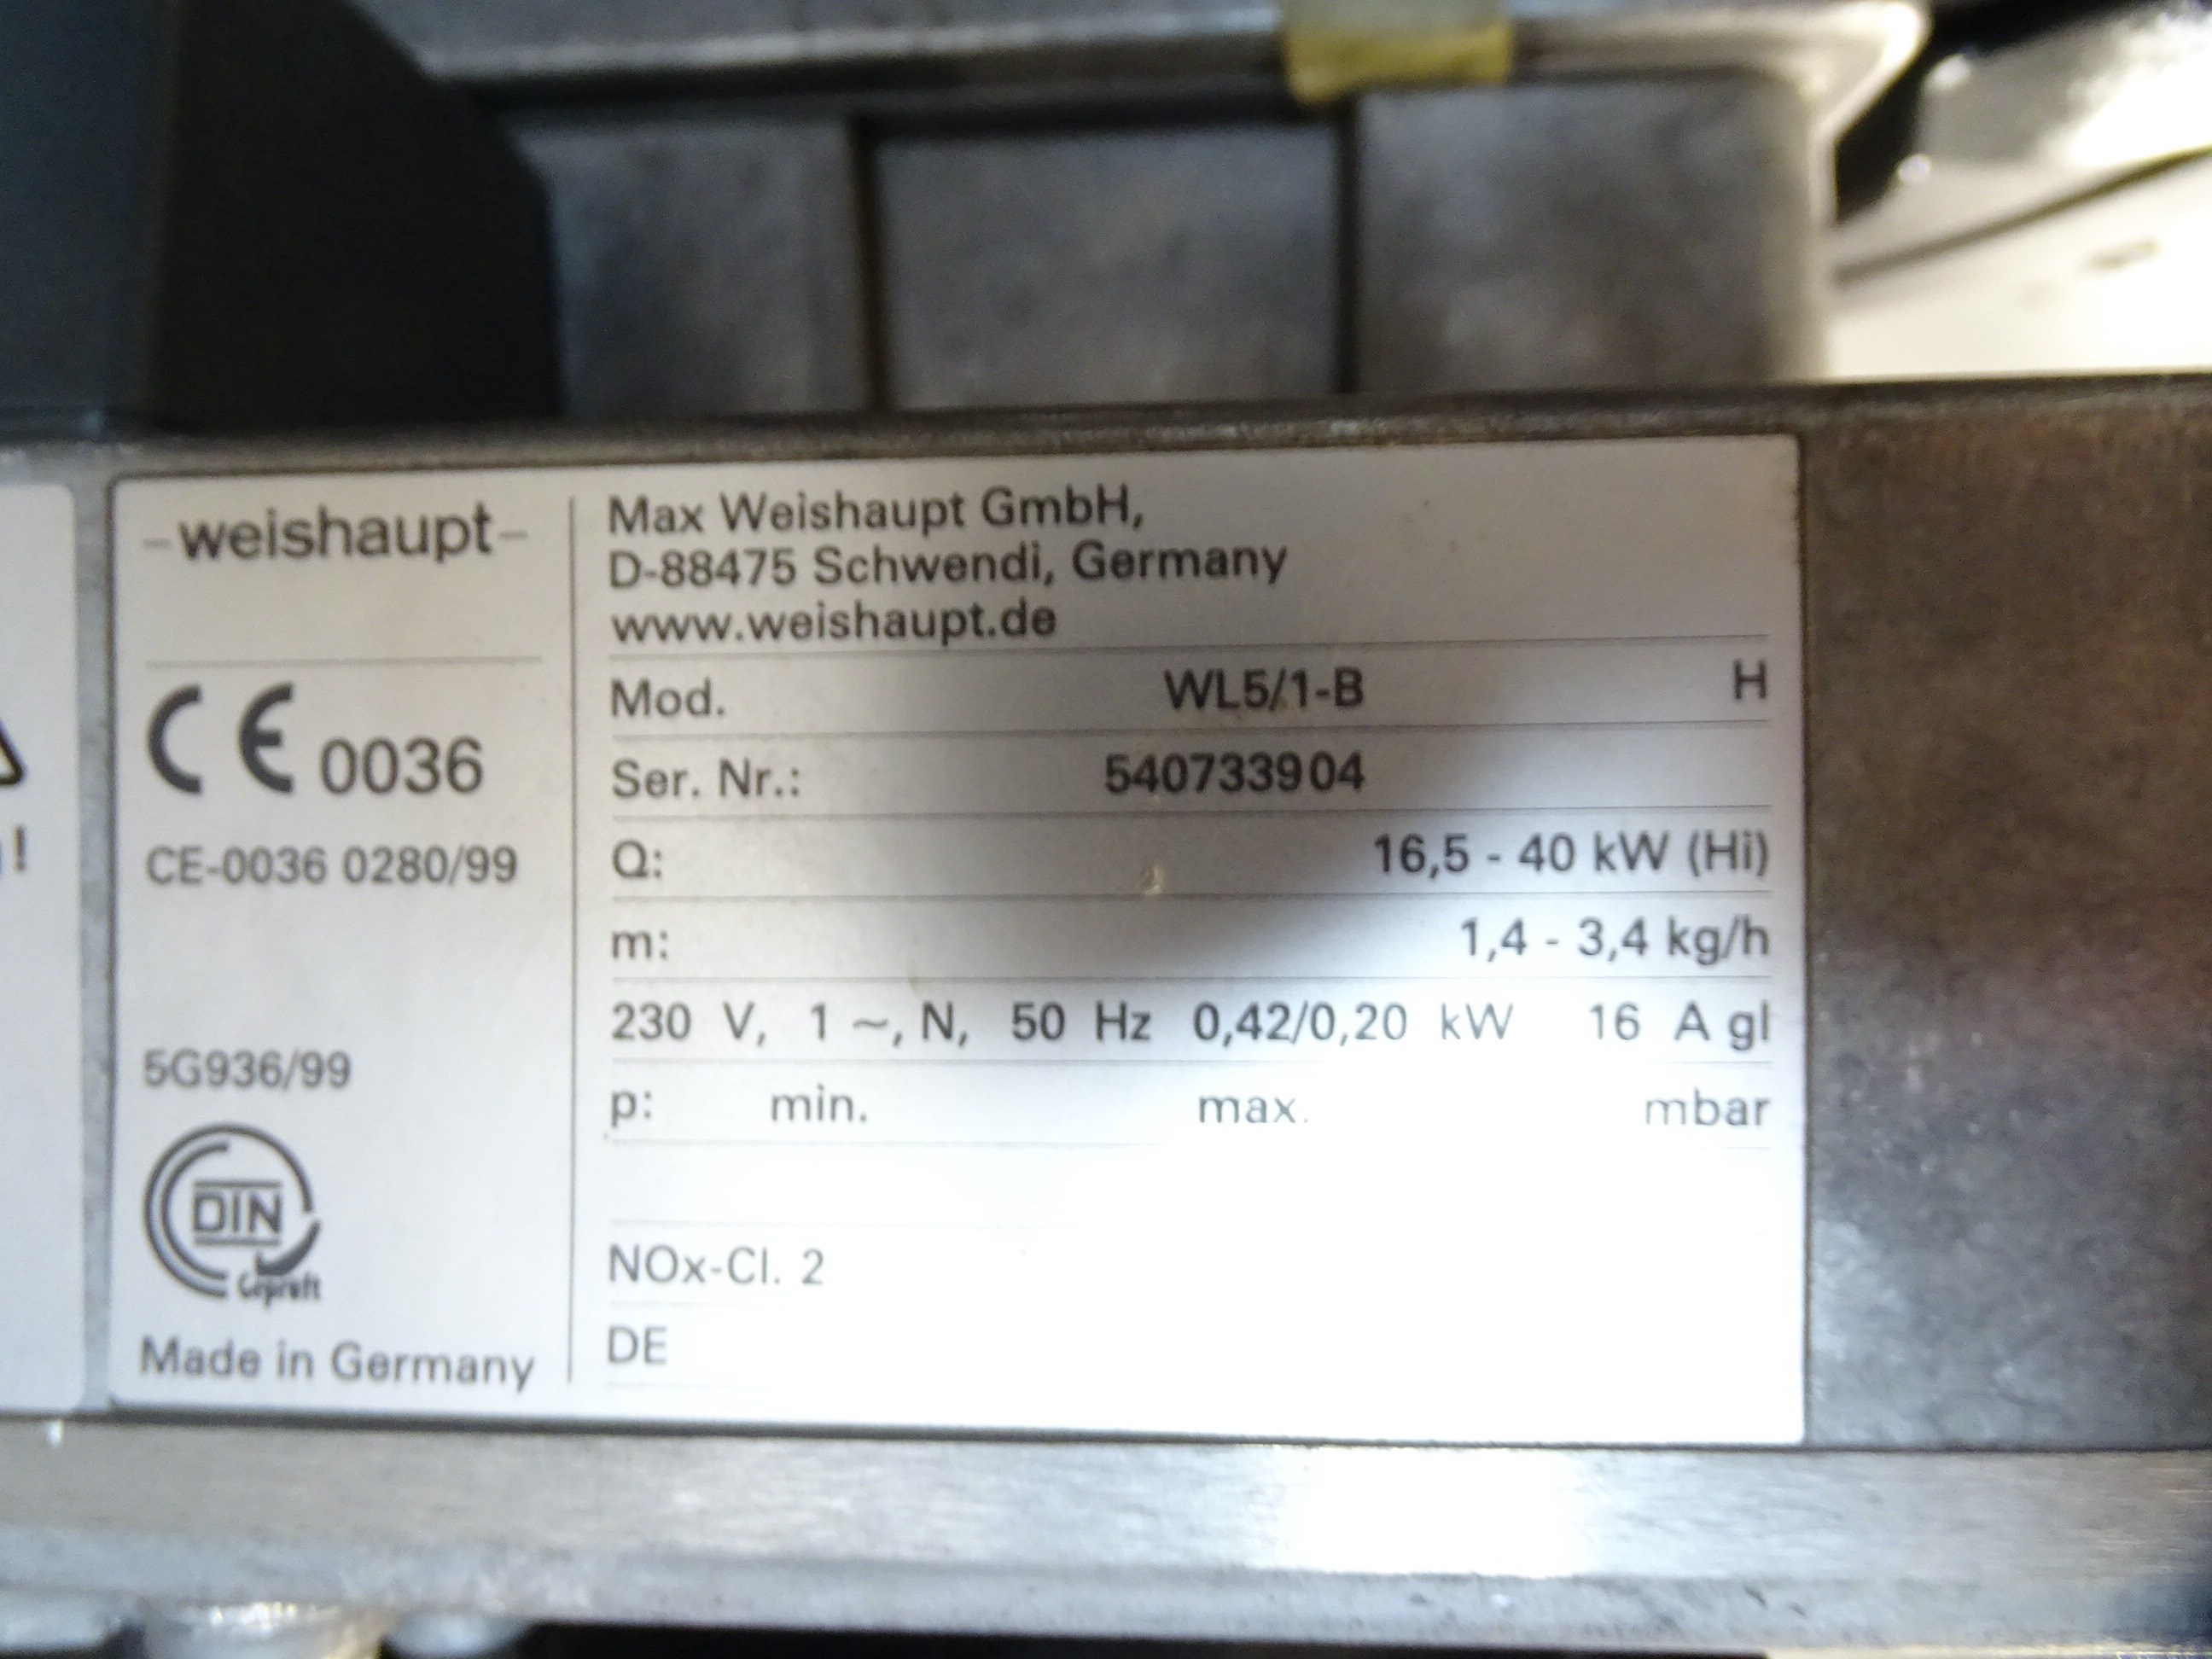 -weishaupt-
CE 0036
CE-0036 0280/99
5G936/99
DIN
Geprüft
Made in Germany
Max Weishaupt GmbH,
D-88475 Schwendi, Germany
www.weishaupt.de
Mod. WL5/1-B H
Ser. Nr.: 540733904
Q: 16,5 - 40 kW (Hi)
m: 1,4 - 3,4 kg/h
230 V, 1 ~, N, 50 Hz 0,42/0,20 kW 16 A gl
p: min. max. mbar
NOx-Cl. 2
DE